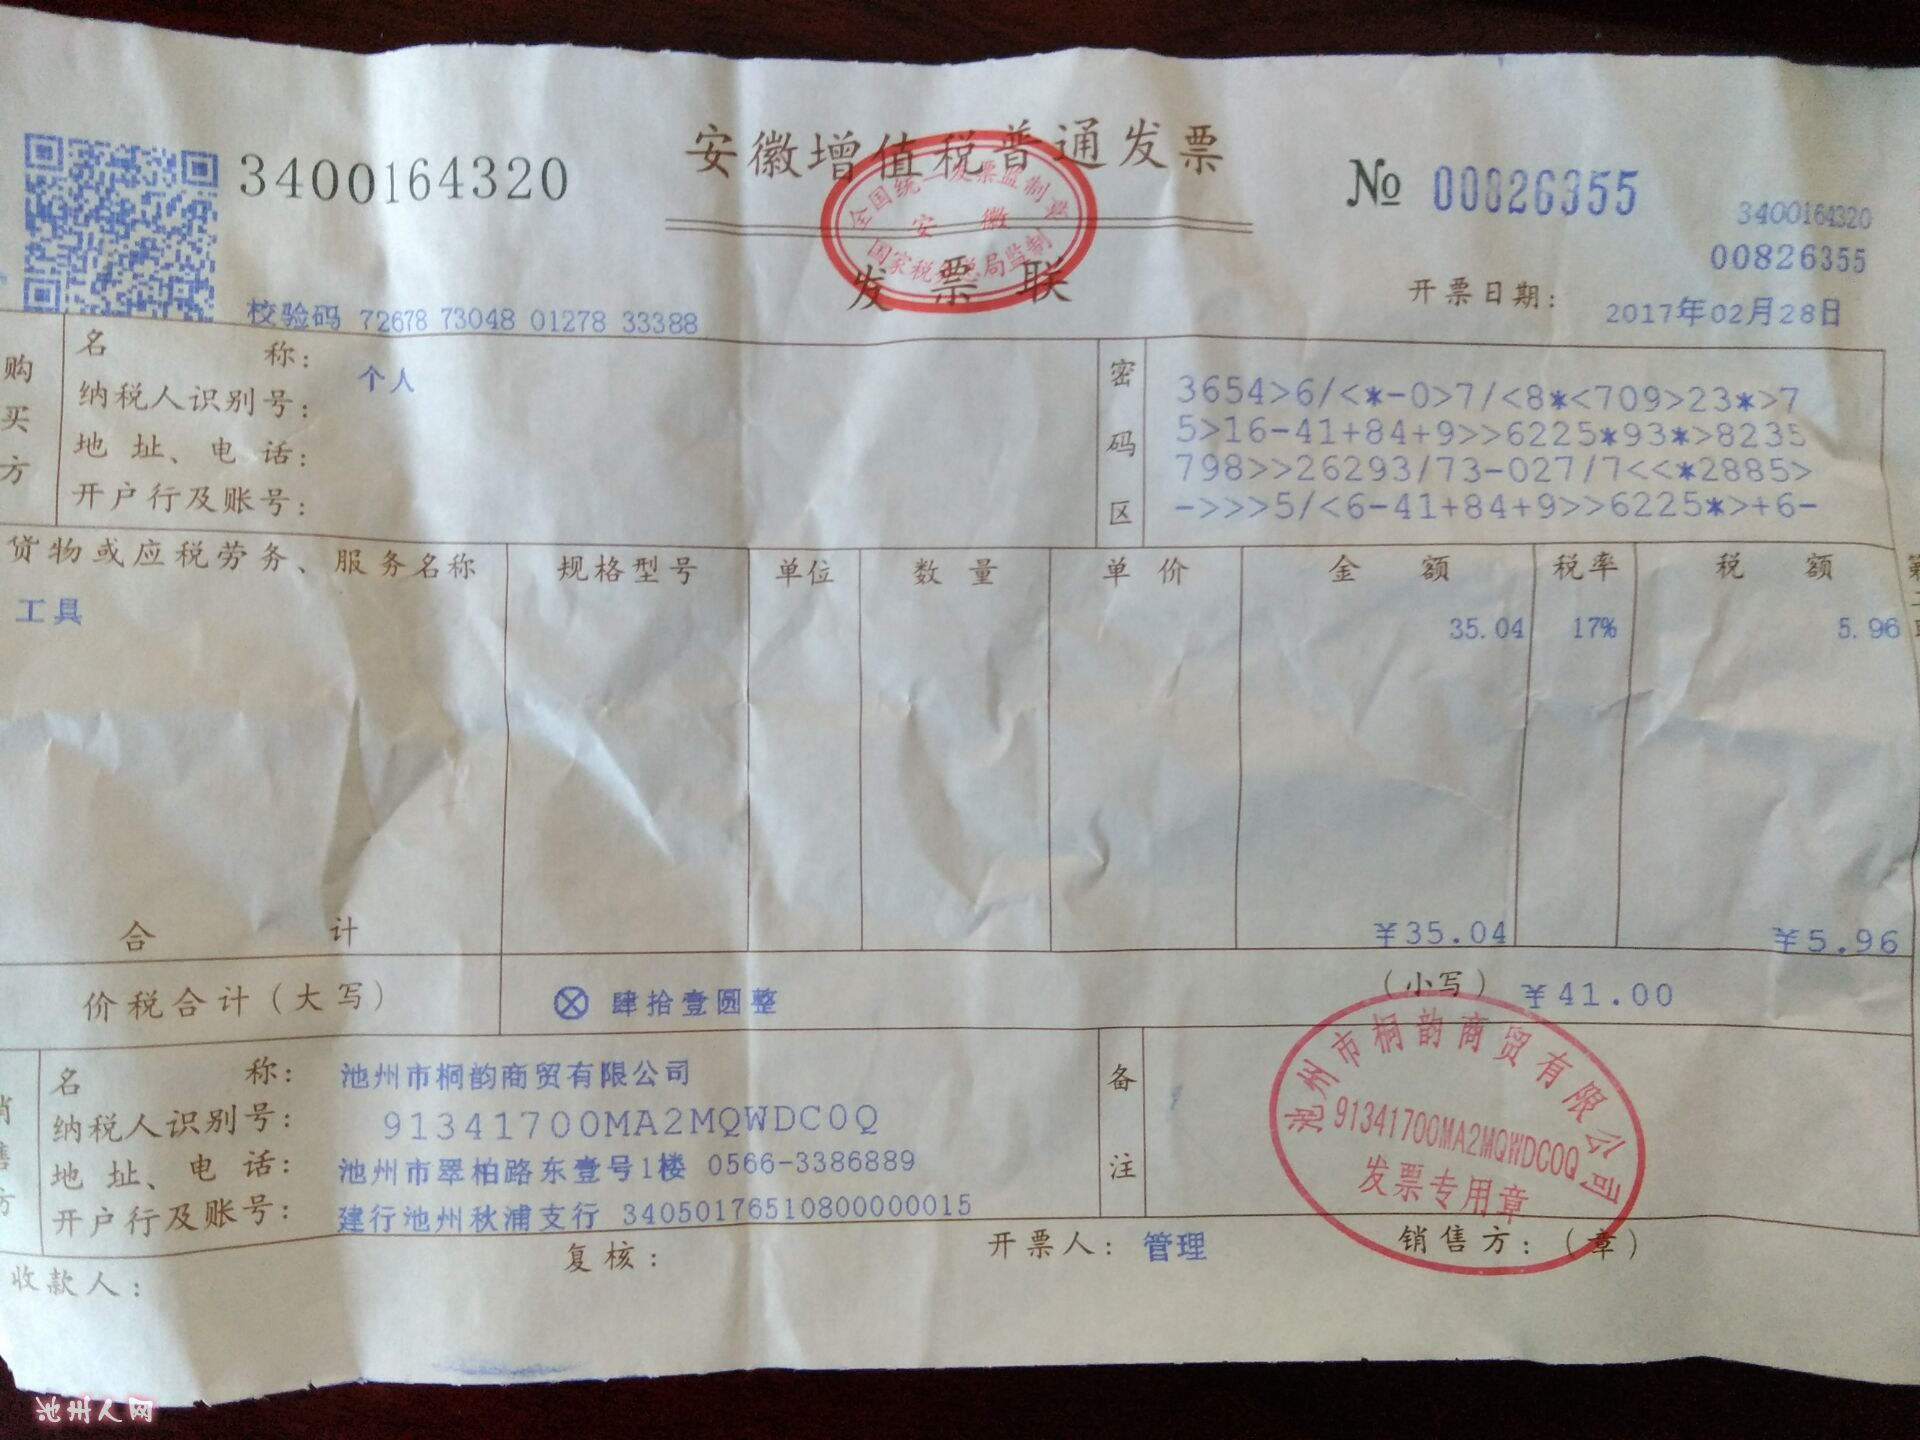 安徽增值税普通发票
3400164320
№ 00826355
3400164320
00826355
全国统一发票监制章
安徽
国家税务总局监制
发票联
开票日期: 2017年02月28日
校验码 72678 73048 01278 33388
购买方
名称: 个人
纳税人识别号:
地址、电话:
开户行及账号:
密码区
3654>6/<*-0>7/<8*<709>23*>7
5>16-41+84+9>>6225*93*>8235
798>>26293/73-027/7<<*2885>
->>>5/<6-41+84+9>>6225*>+6-
货物或应税劳务、服务名称 规格型号 单位 数量 单价 金额 税率 税额
工具 35.04 17% 5.96
合计 ¥35.04 ¥5.96
价税合计(大写) ⊗ 肆拾壹圆整 (小写) ¥41.00
销售方
名称: 池州市桐韵商贸有限公司
纳税人识别号: 91341700MA2MQWDC0Q
地址、电话: 池州市翠柏路东壹号1楼 0566-3386889
开户行及账号: 建行池州秋浦支行 34050176510800000015
备注
池州市桐韵商贸有限公司
91341700MA2MQWDC0Q
发票专用章
收款人: 复核: 开票人: 管理 销售方:(章)
池州人网